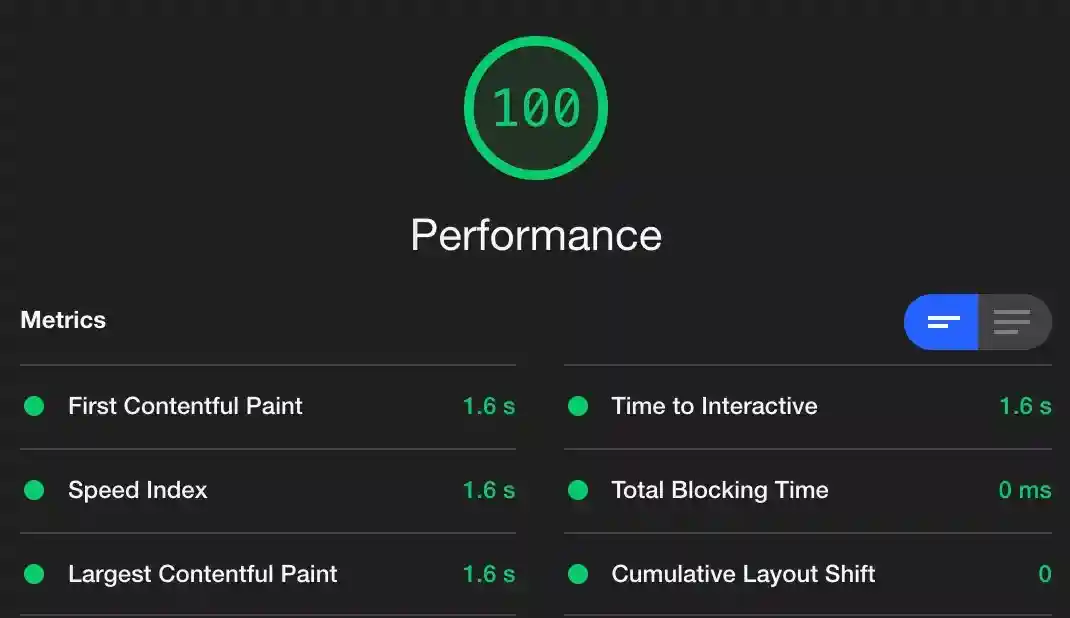 100
Performance
Metrics
First Contentful Paint 1.6 s
Time to Interactive 1.6 s
Speed Index 1.6 s
Total Blocking Time 0 ms
Largest Contentful Paint 1.6 s
Cumulative Layout Shift 0